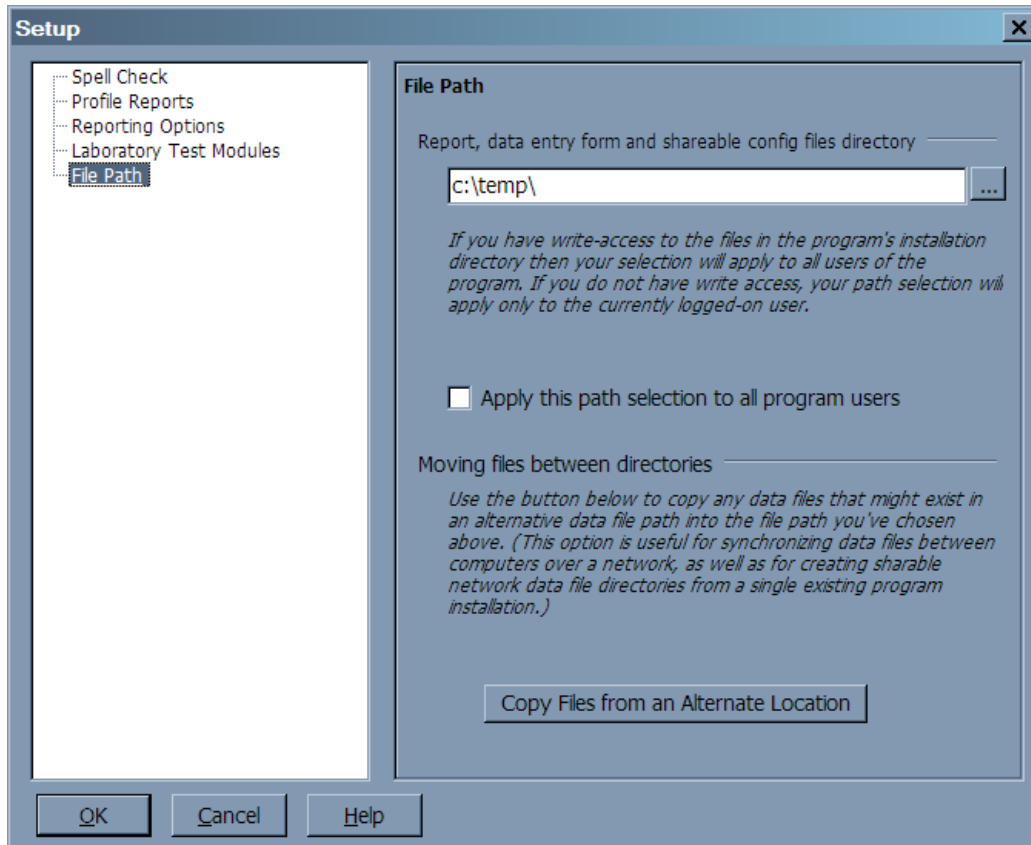 Setup
Spell Check
Profile Reports
Reporting Options
Laboratory Test Modules
File Path
File Path
Report, data entry form and shareable config files directory
c:\temp\
...
If you have write-access to the files in the program's installation
directory then your selection will apply to all users of the
program. If you do not have write access, your path selection will
apply only to the currently logged-on user.
Apply this path selection to all program users
Moving files between directories
Use the button below to copy any data files that might exist in
an alternative data file path into the file path you've chosen
above. (This option is useful for synchronizing data files between
computers over a network, as well as for creating sharable
network data file directories from a single existing program
installation.)
Copy Files from an Alternate Location
OK
Cancel
Help